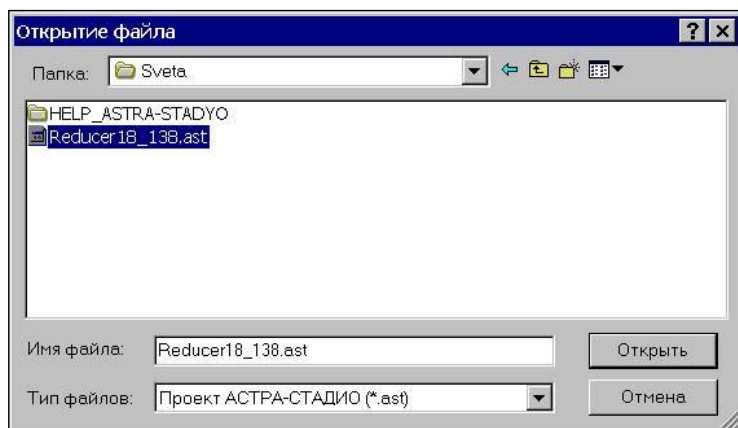 Открытие файла
Папка: Sveta
HELP_ASTRA-STADYO
Reducer18_138.ast
Имя файла: Reducer18_138.ast Открыть
Тип файлов: Проект АСТРА-СТАДИО (*.ast) Отмена